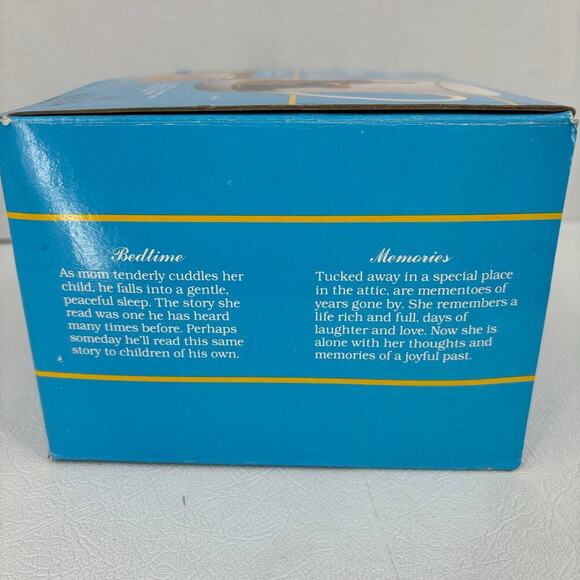 Bedtime
As mom tenderly cuddles her
child, he falls into a gentle,
peaceful sleep. The story she
read was one he has heard
many times before. Perhaps
someday he'll read this same
story to children of his own.
Memories
Tucked away in a special place
in the attic, are mementoes of
years gone by. She remembers a
life rich and full, days of
laughter and love. Now she is
alone with her thoughts and
memories of a joyful past.